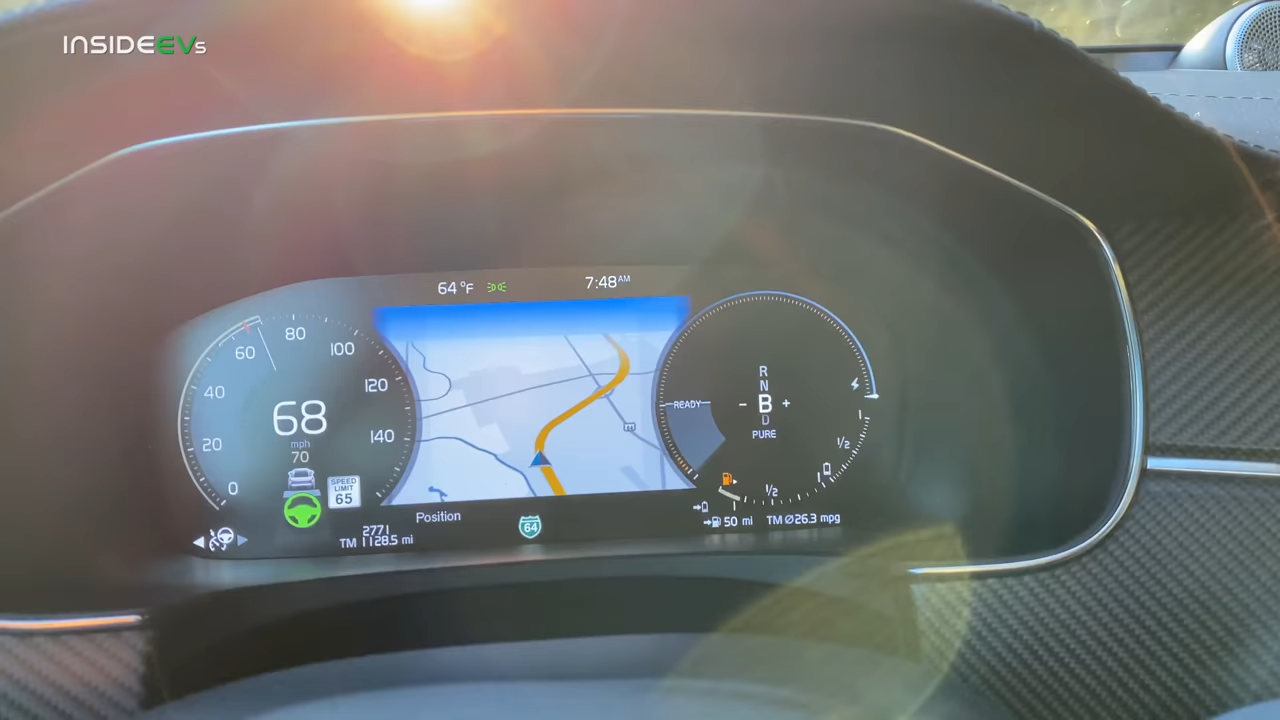 INSIDEEVs
64 °F
7:48 AM
0
20
40
60
80
100
120
140
68
mph
70
SPEED
LIMIT
65
2771
TM 1128.5 mi
Position
64
READY
R
N
- B +
D
PURE
1
1/2
1
1/2
50 mi
TM Ø26.3 mpg